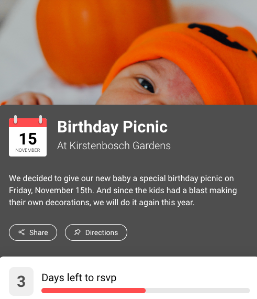 15
NOVEMBER
Birthday Picnic
At Kirstenbosch Gardens
We decided to give our new baby a special birthday picnic on
Friday, November 15th. And since the kids had a blast making
their own decorations, we will do it again this year.
Share
Directions
3
Days left to rsvp